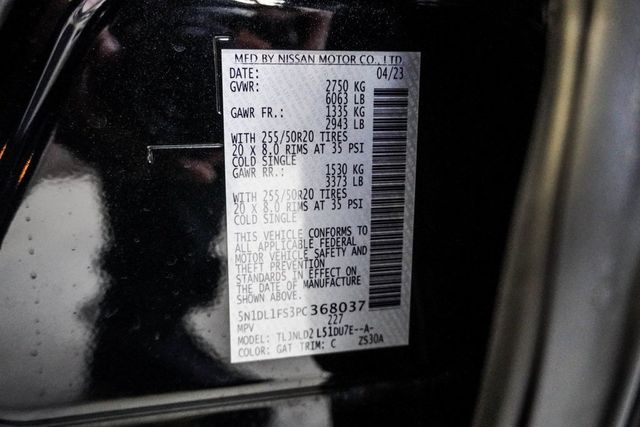 MFD BY NISSAN MOTOR CO., LTD.
DATE: 04/23
GVWR: 2750 KG
6063 LB
GAWR FR.: 1335 KG
2943 LB
WITH 255/50R20 TIRES
20 X 8.0 RIMS AT 35 PSI
COLD SINGLE
GAWR RR.: 1530 KG
3373 LB
WITH 255/50R20 TIRES
20 X 8.0 RIMS AT 35 PSI
COLD SINGLE
THIS VEHICLE CONFORMS TO
ALL APPLICABLE FEDERAL
MOTOR VEHICLE SAFETY AND
THEFT PREVENTION
STANDARDS IN EFFECT ON
THE DATE OF MANUFACTURE
SHOWN ABOVE.
5N1DL1FS3PC368037
MPV 227
MODEL: TLJNLD2 L51DU7E--A-
COLOR: GAT TRIM: C ZS30A